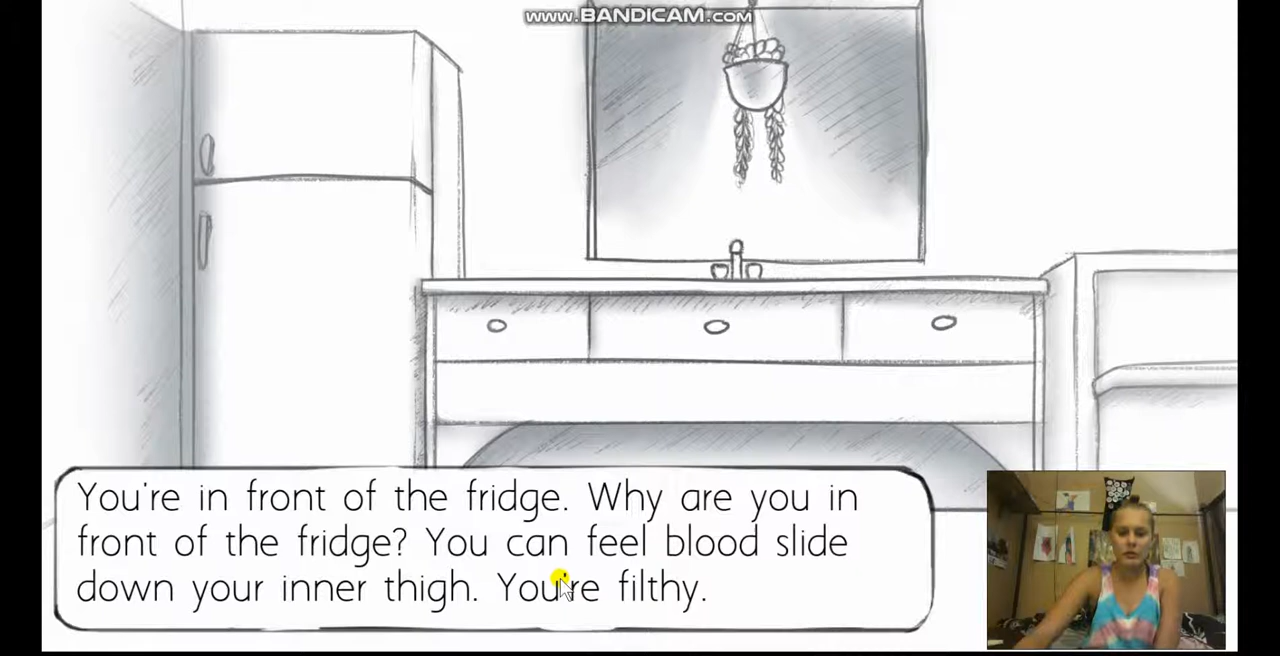 www.BANDICAM.com
You're in front of the fridge. Why are you in
front of the fridge? You can feel blood slide
down your inner thigh. You're filthy.